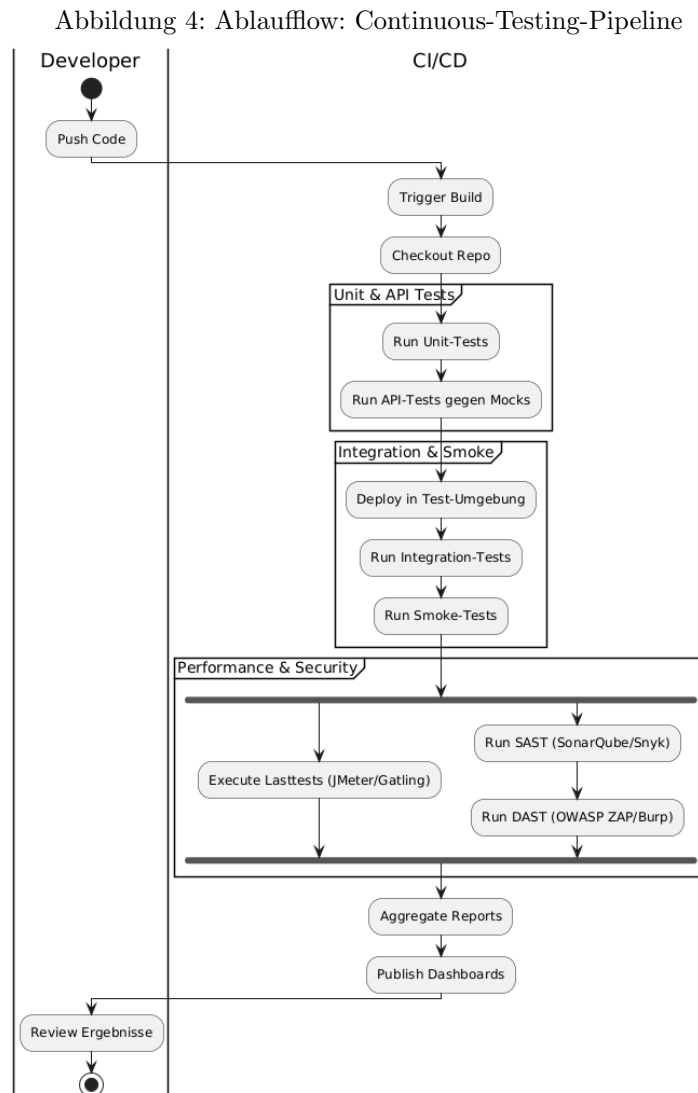 Abbildung 4: Ablaufflow: Continuous-Testing-Pipeline
Developer
CI/CD
Push Code
Trigger Build
Checkout Repo
Unit & API Tests
Run Unit-Tests
Run API-Tests gegen Mocks
Integration & Smoke
Deploy in Test-Umgebung
Run Integration-Tests
Run Smoke-Tests
Performance & Security
Run SAST (SonarQube/Snyk)
Execute Lasttests (JMeter/Gatling)
Run DAST (OWASP ZAP/Burp)
Aggregate Reports
Publish Dashboards
Review Ergebnisse